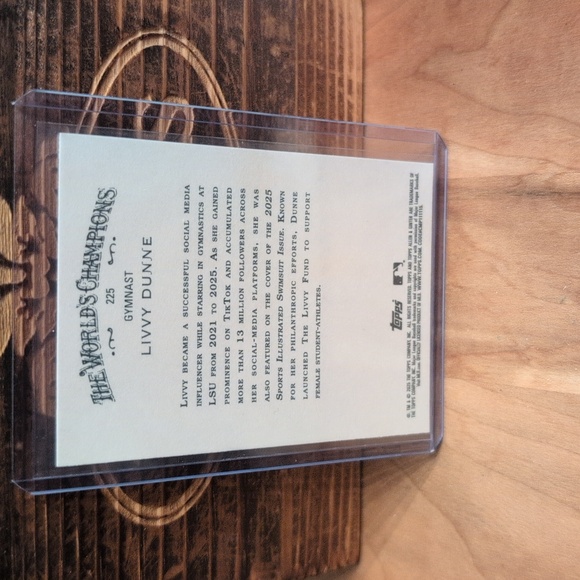 THE WORLD'S CHAMPIONS
225
GYMNAST
LIVVY DUNNE
LIVVY BECAME A SUCCESSFUL SOCIAL MEDIA
INFLUENCER WHILE STARRING IN GYMNASTICS AT
LSU FROM 2021 TO 2025. AS SHE GAINED
PROMINENCE ON TIKTOK AND ACCUMULATED
MORE THAN 13 MILLION FOLLOWERS ACROSS
HER SOCIAL-MEDIA PLATFORMS, SHE WAS
ALSO FEATURED ON THE COVER OF THE 2025
SPORTS ILLUSTRATED SWIMSUIT ISSUE. KNOWN
FOR HER PHILANTHROPIC EFFORTS, DUNNE
LAUNCHED THE LIVVY FUND TO SUPPORT
FEMALE STUDENT-ATHLETES.
TOPPS